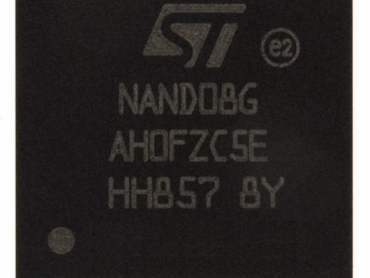 ST e2
NAND08G
AH0FZC5E
HH857 8Y